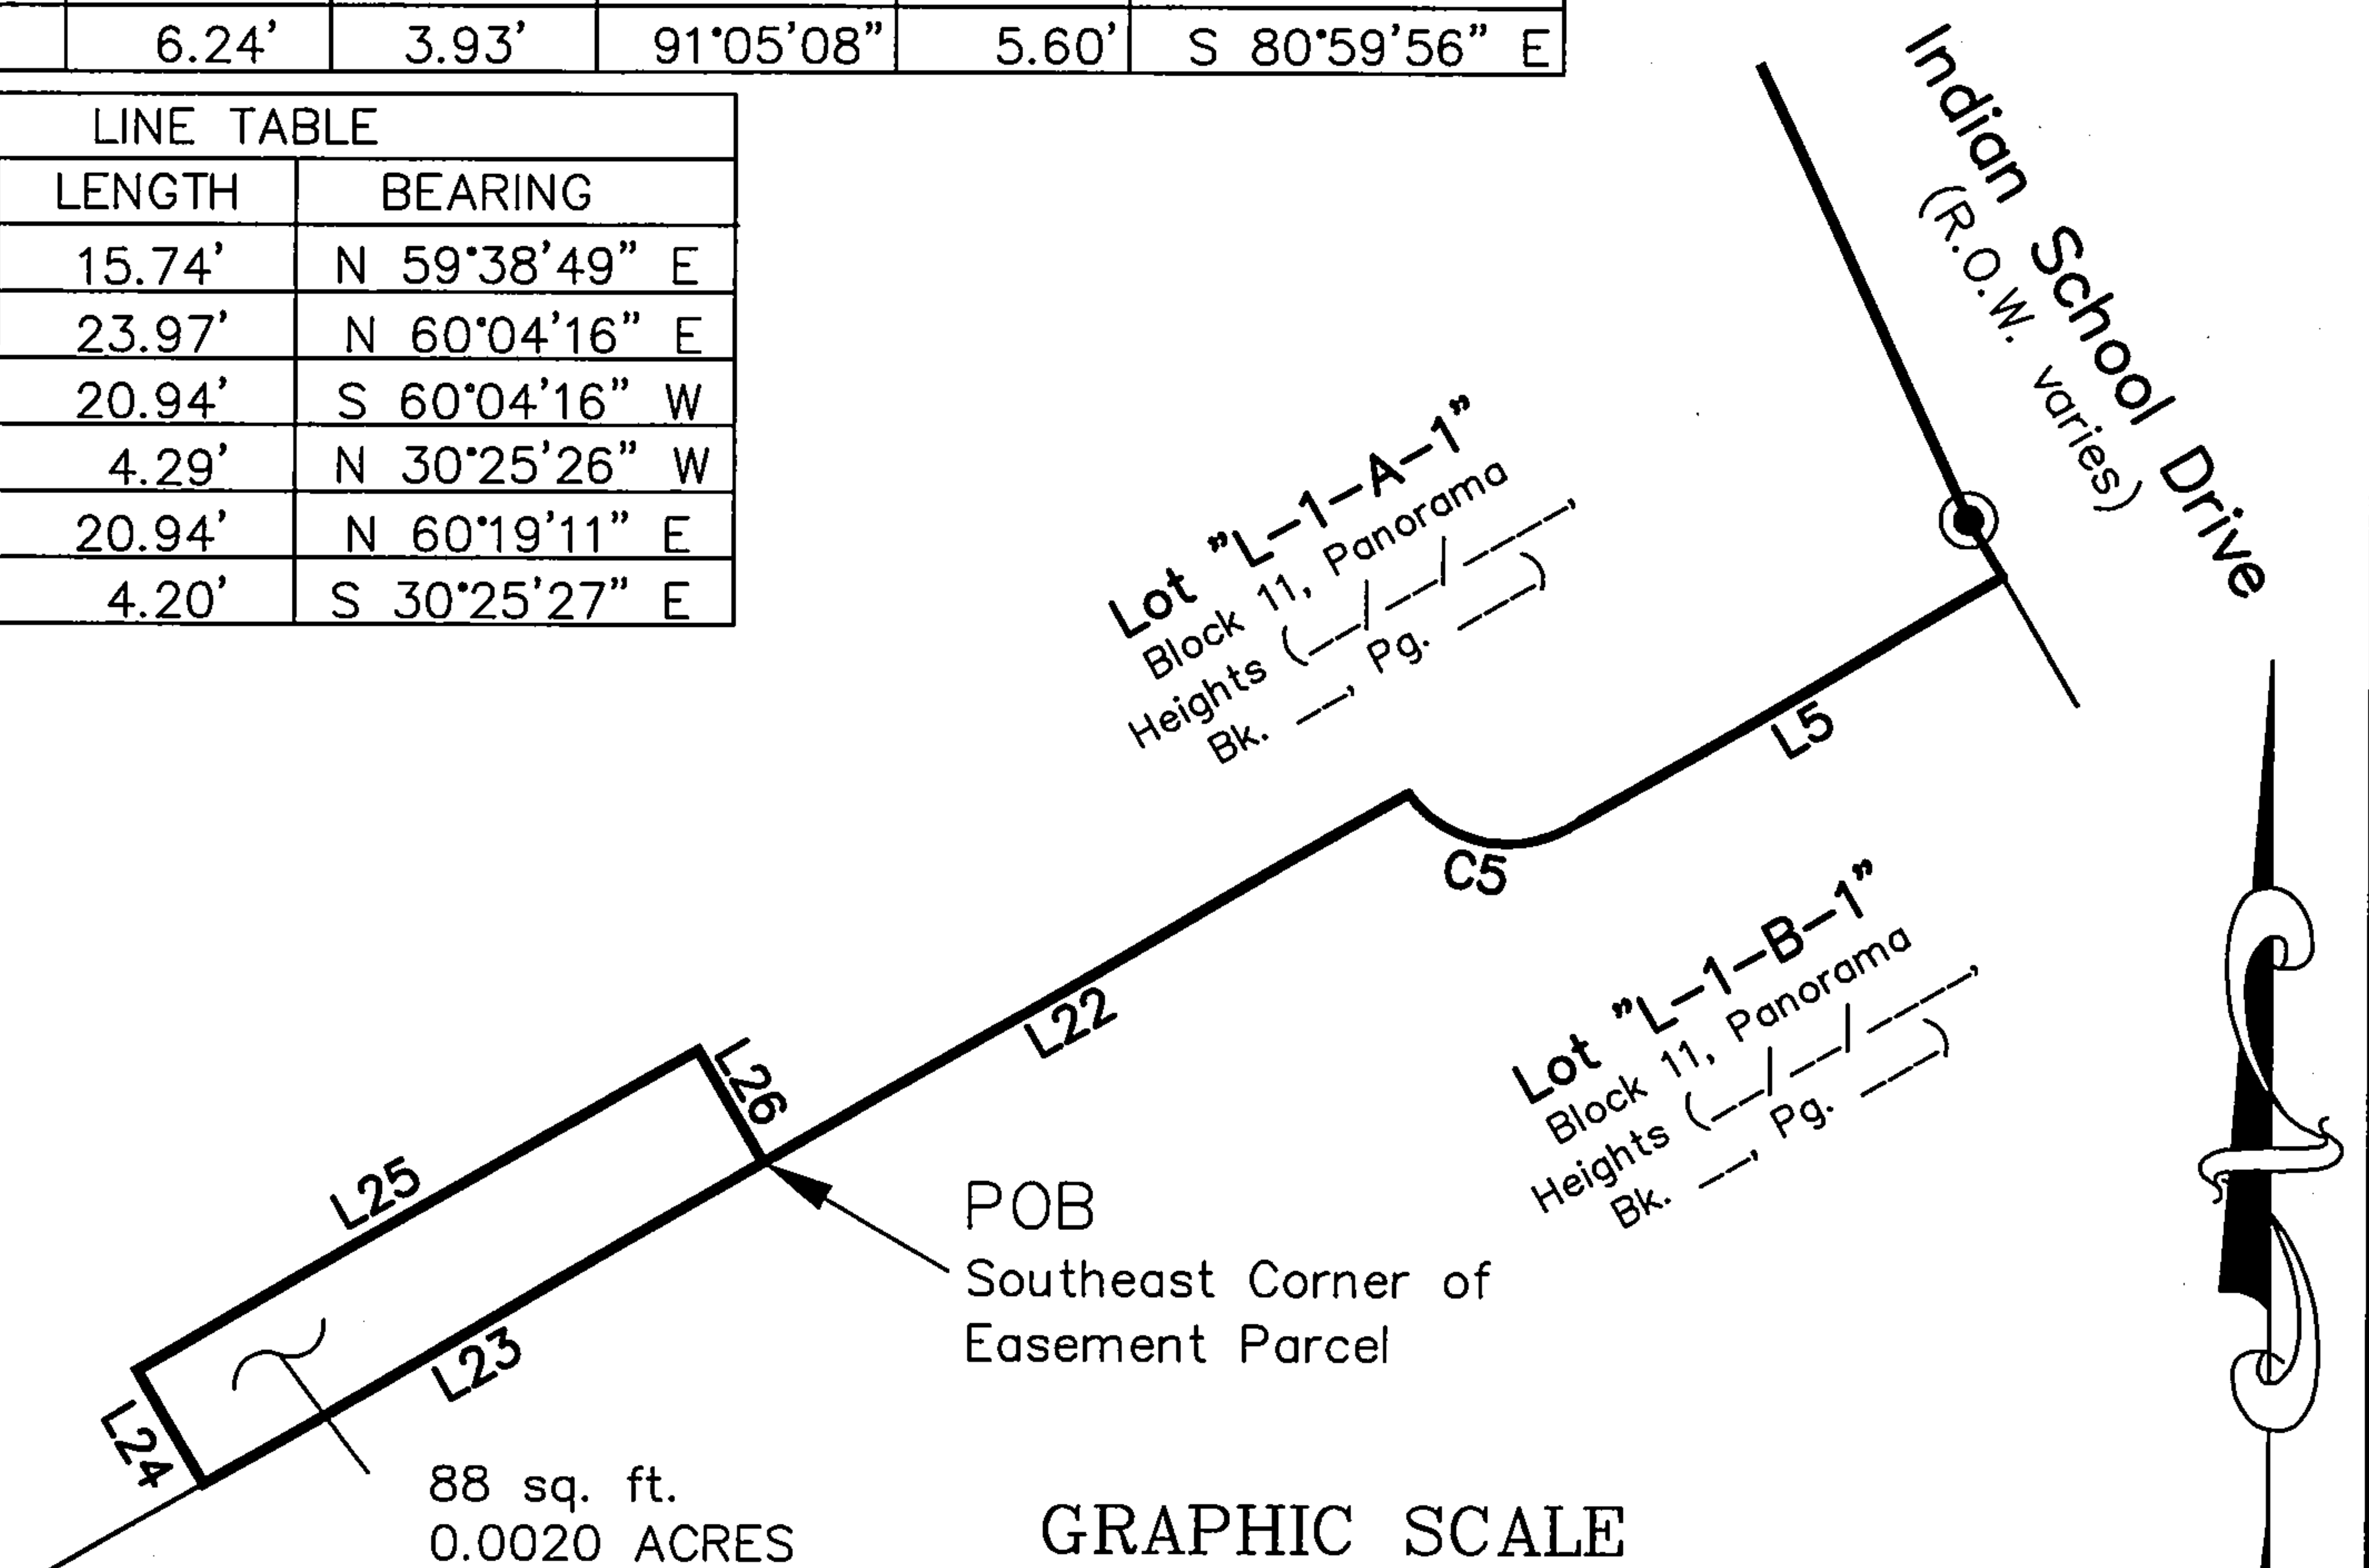 6.24' 3.93' 91°05'08" 5.60' S 80°59'56" E
LINE TABLE
LENGTH BEARING
15.74' N 59°38'49" E
23.97' N 60°04'16" E
20.94' S 60°04'16" W
4.29' N 30°25'26" W
20.94' N 60°19'11" E
4.20' S 30°25'27" E
Indian School Drive
(R.O.W. varies)
Lot "L-1-A-1"
Block 11, Panorama
Heights (__/__/____,
Bk. __, Pg. ___)
L5
C5
L22
Lot "L-1-B-1"
Block 11, Panorama
Heights (__/__/____,
Bk. __, Pg. ___)
L26
L25
POB
Southeast Corner of
Easement Parcel
L23
L24
88 sq. ft.
0.0020 ACRES
GRAPHIC SCALE